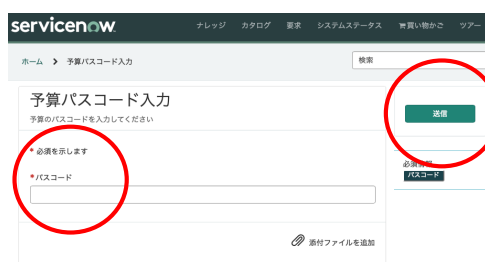 servicenow
ナレッジ カタログ 要求 システムステータス 買い物かご ツアー
ホーム > 予算パスコード入力
検索
予算パスコード入力
予算のパスコードを入力してください
送信
* 必須を示します
必須情報
パスコード
*パスコード
添付ファイルを追加